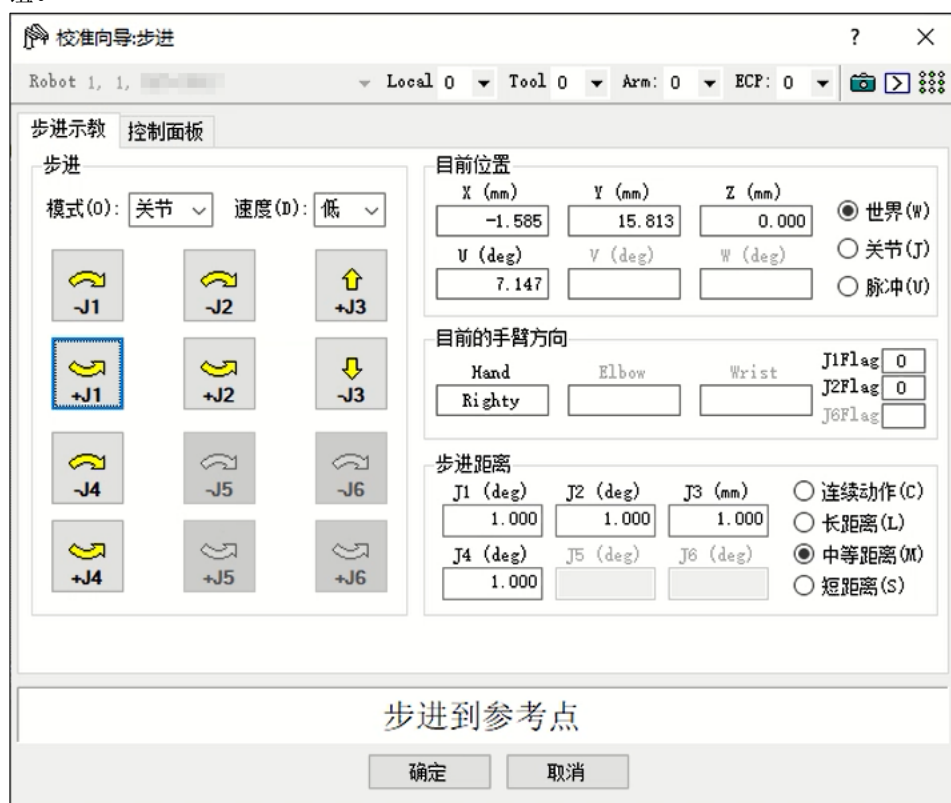 校准向导:步进
? ×
Robot 1, 1, Local 0 Tool 0 Arm: 0 ECP: 0
步进示教 控制面板
步进
模式(O): 关节 速度(D): 低
-J1 -J2 +J3
+J1 +J2 -J3
-J4 -J5 -J6
+J4 +J5 +J6
目前位置
X (mm) Y (mm) Z (mm)
-1.585 15.813 0.000
U (deg) V (deg) W (deg)
7.147
世界(W)
关节(J)
脉冲(U)
目前的手臂方向
Hand Elbow Wrist
Righty
J1Flag 0
J2Flag 0
J6Flag
步进距离
J1 (deg) J2 (deg) J3 (mm)
1.000 1.000 1.000
J4 (deg) J5 (deg) J6 (deg)
1.000
连续动作(C)
长距离(L)
中等距离(M)
短距离(S)
步进到参考点
确定 取消